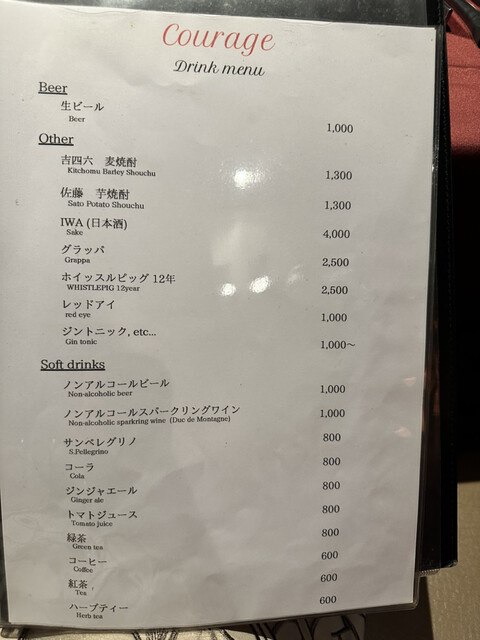 Courage
Drink menu
Beer
生ビール
Beer
1,000
Other
吉四六 麦焼酎
Kitchomu Barley Shouchu
1,300
佐藤 芋焼酎
Sato Potato Shouchu
1,300
IWA (日本酒)
Sake
4,000
グラッパ
Grappa
2,500
ホイッスルピッグ 12年
WHISTLEPIG 12year
2,500
レッドアイ
red eye
1,000
ジントニック, etc...
Gin tonic
1,000～
Soft drinks
ノンアルコールビール
Non-alcoholic beer
1,000
ノンアルコールスパークリングワイン
Non-alcoholic sparkring wine (Duc de Montagne)
1,000
サンペレグリノ
S.Pellegrino
800
コーラ
Cola
800
ジンジャエール
Ginger ale
800
トマトジュース
Tomato juice
800
緑茶
Green tea
800
コーヒー
Coffee
600
紅茶
Tea
600
ハーブティー
Herb tea
600